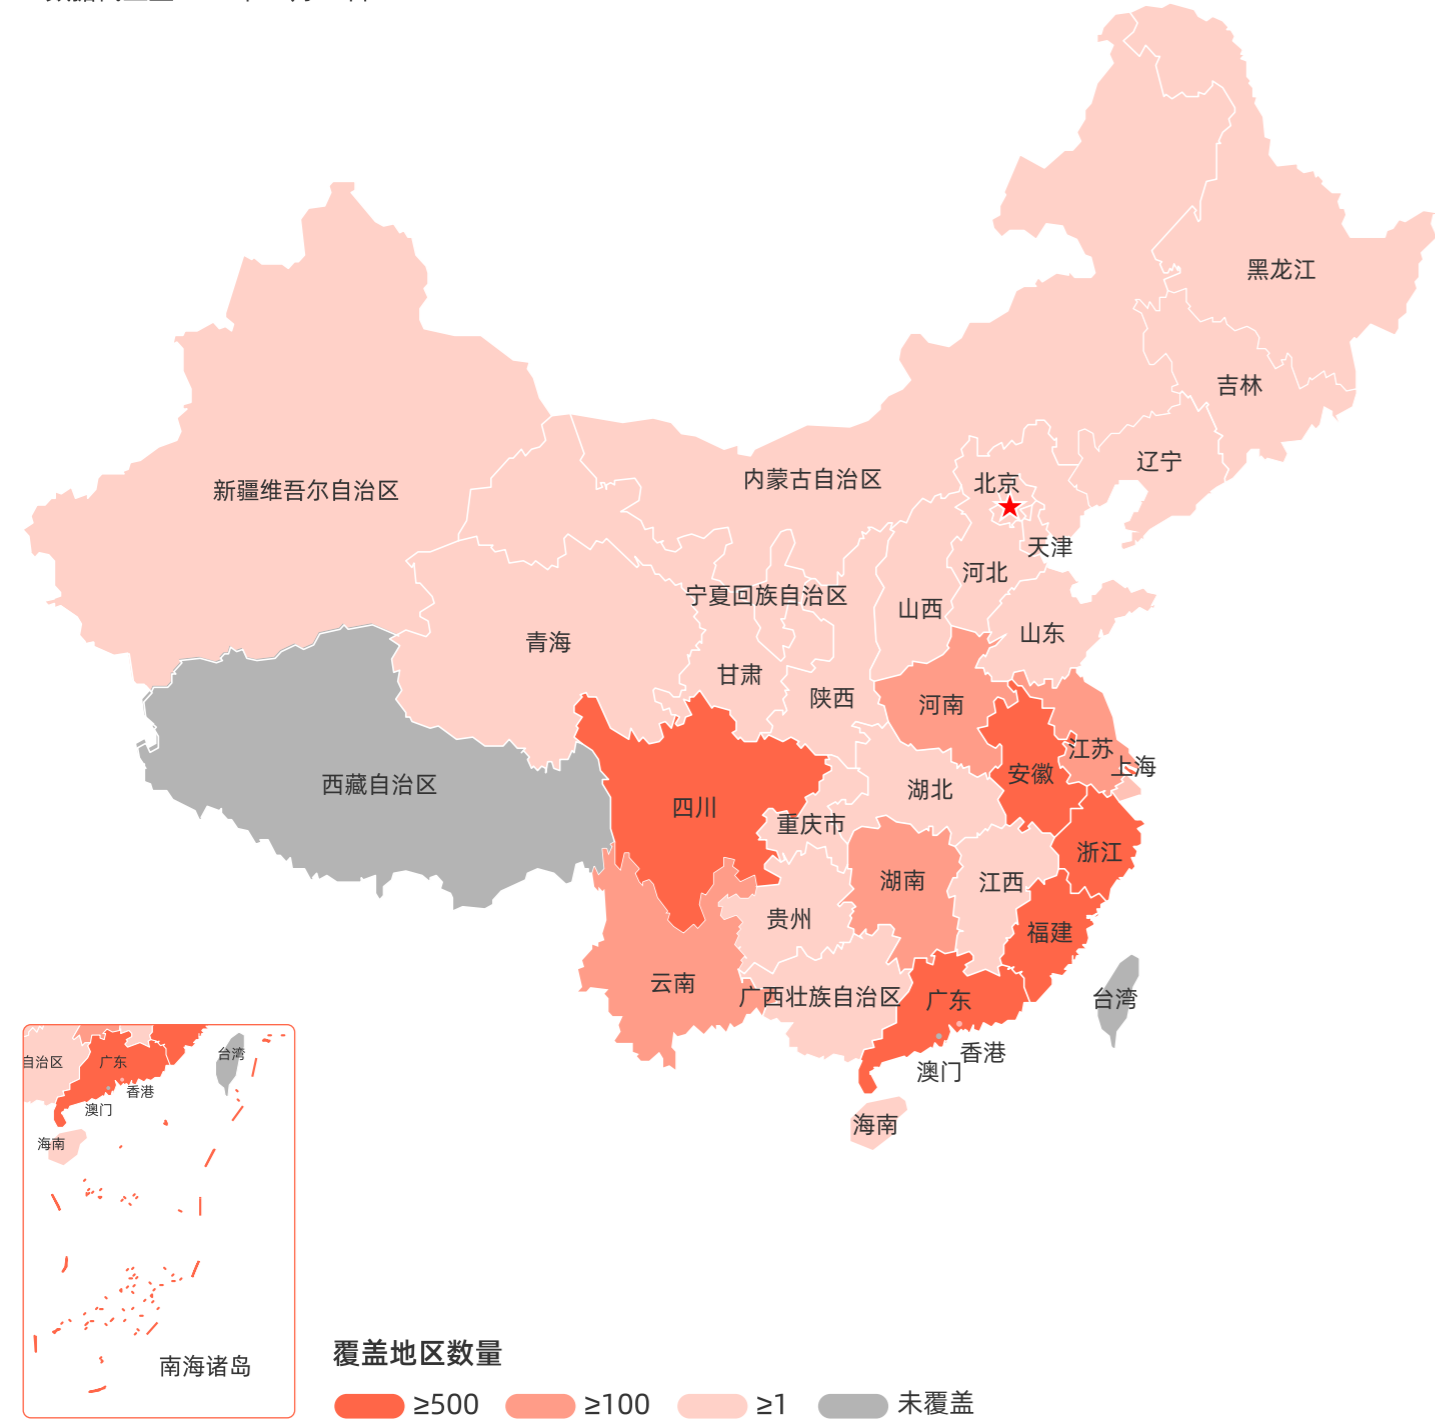 黑龙江
吉林
辽宁
内蒙古自治区
新疆维吾尔自治区
北京
天津
河北
宁夏回族自治区
山西
山东
青海
甘肃
陕西
河南
江苏
上海
安徽
西藏自治区
湖北
四川
重庆市
浙江
湖南
江西
贵州
福建
云南
广西壮族自治区
广东
台湾
香港
澳门
海南
自治区
广东
台湾
香港
澳门
海南
南海诸岛
覆盖地区数量
≥500 ≥100 ≥1 未覆盖